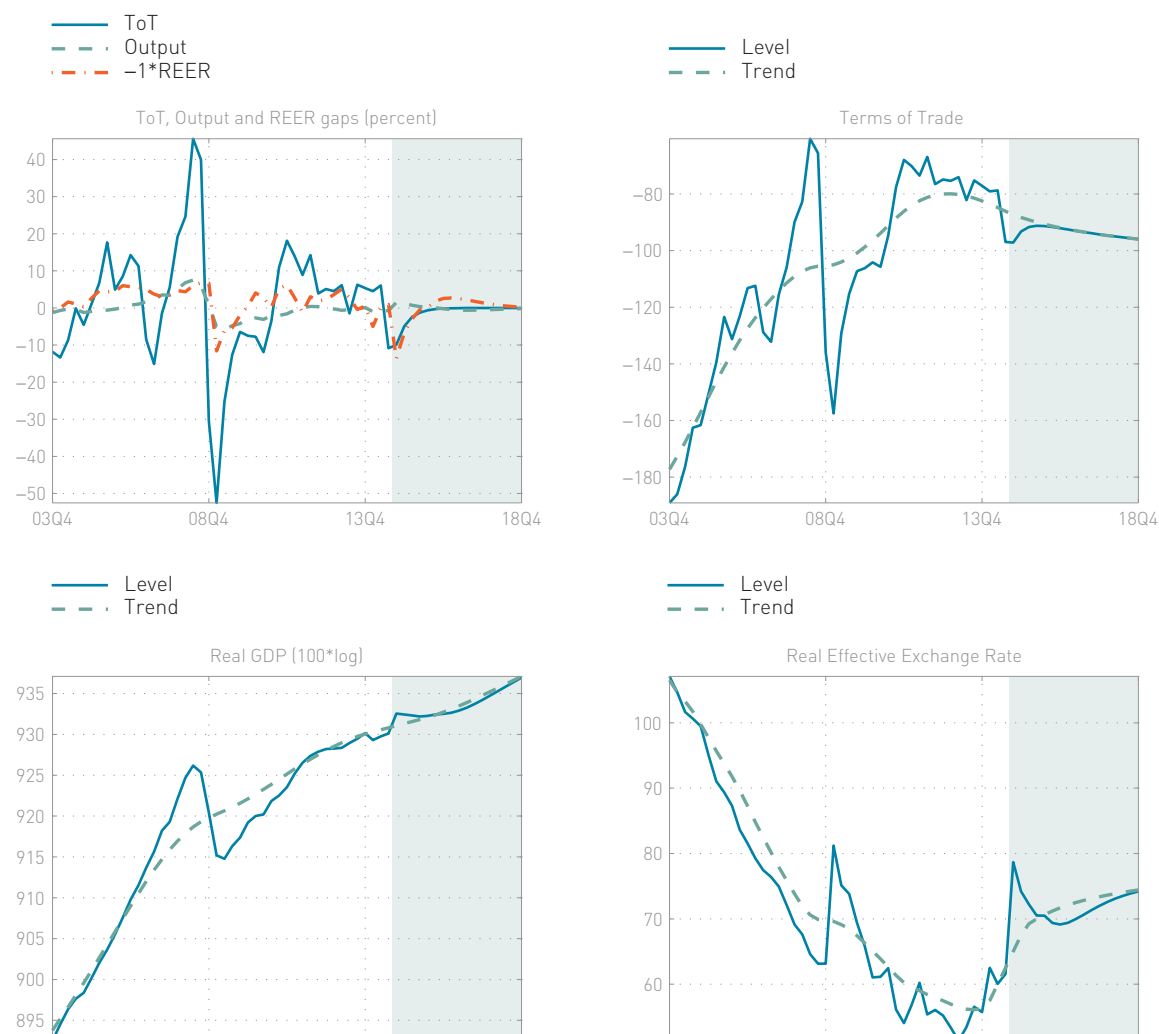 ToT
Output
−1*REER
ToT, Output and REER gaps (percent)
40
30
20
10
0
−10
−20
−30
−40
−50
03Q4 08Q4 13Q4 18Q4
Level
Trend
Terms of Trade
−80
−100
−120
−140
−160
−180
03Q4 08Q4 13Q4 18Q4
Level
Trend
Real GDP (100*log)
935
930
925
920
915
910
905
900
895
Level
Trend
Real Effective Exchange Rate
100
90
80
70
60